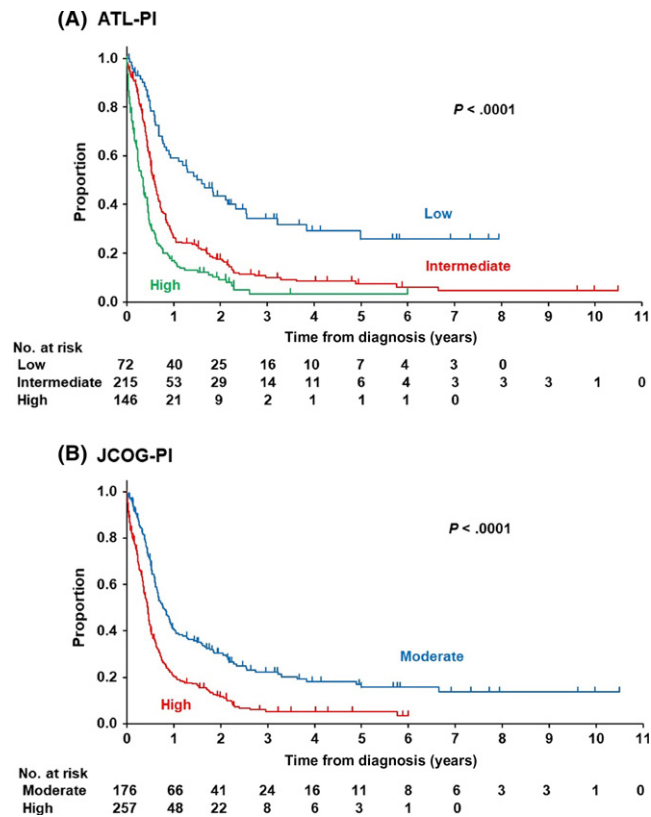 (A) ATL-PI
1.0
P < .0001
0.8
0.6
Proportion
0.4
Low
0.2
Intermediate
High
0.0
0 1 2 3 4 5 6 7 8 9 10 11
Time from diagnosis (years)
No. at risk
Low 72 40 25 16 10 7 4 3 0
Intermediate 215 53 29 14 11 6 4 3 3 3 1 0
High 146 21 9 2 1 1 1 0
(B) JCOG-PI
1.0
P < .0001
0.8
0.6
Proportion
0.4
Moderate
0.2
High
0.0
0 1 2 3 4 5 6 7 8 9 10 11
Time from diagnosis (years)
No. at risk
Moderate 176 66 41 24 16 11 8 6 3 3 1 0
High 257 48 22 8 6 3 1 0